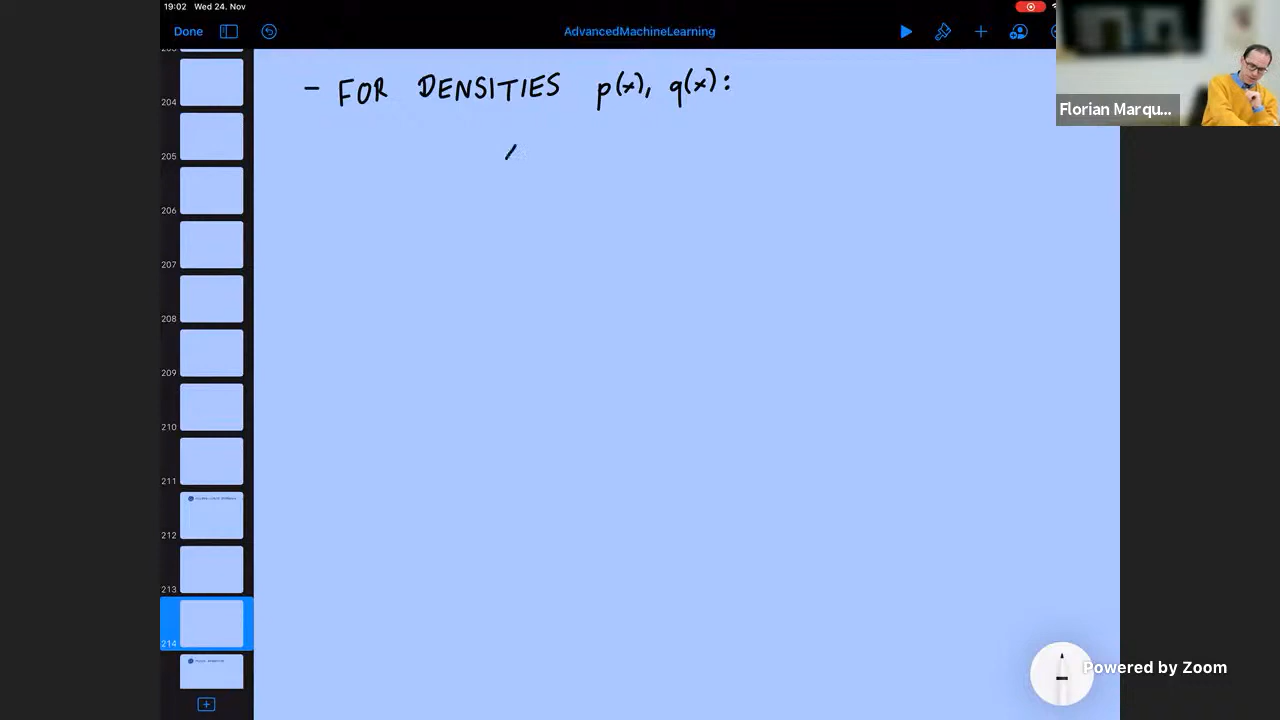 19:02 Wed 24. Nov
Done
AdvancedMachineLearning
– FOR DENSITIES p(x), q(x):
Florian Marqu...
204
205
206
207
208
209
210
211
212
213
214
Powered by Zoom